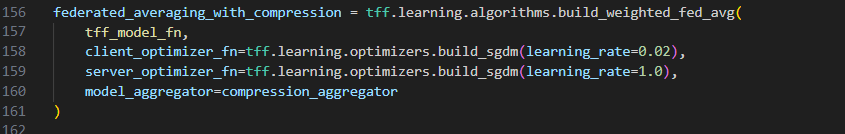 156 federated_averaging_with_compression = tff.learning.algorithms.build_weighted_fed_avg(
157     tff_model_fn,
158     client_optimizer_fn=tff.learning.optimizers.build_sgdm(learning_rate=0.02),
159     server_optimizer_fn=tff.learning.optimizers.build_sgdm(learning_rate=1.0),
160     model_aggregator=compression_aggregator
161 )
162